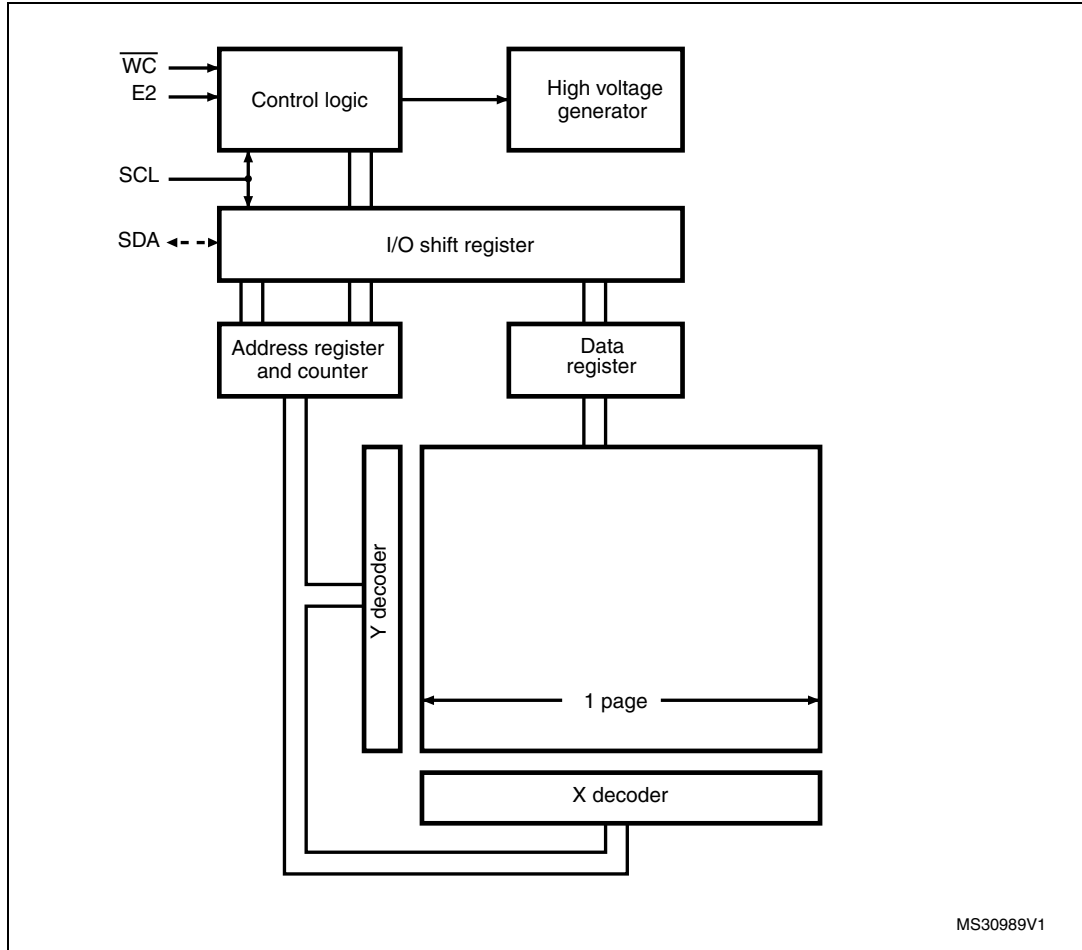 WC
E2
Control logic
High voltage
generator
SCL
SDA
I/O shift register
Address register
and counter
Data
register
Y decoder
1 page
X decoder
MS30989V1